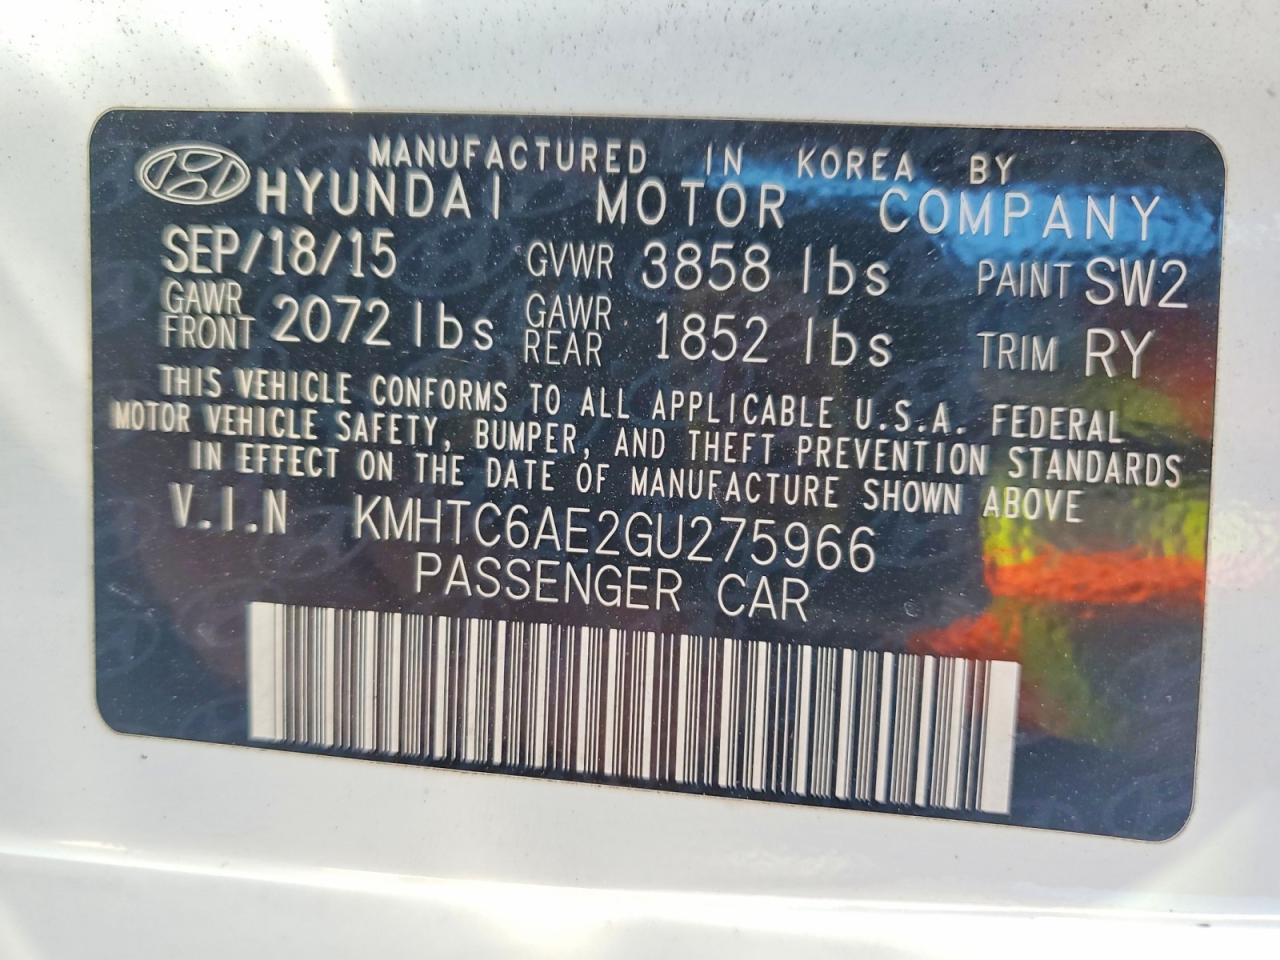 MANUFACTURED IN KOREA BY
HYUNDAI MOTOR COMPANY
SEP/18/15 GVWR 3858 lbs PAINT SW2
GAWR FRONT 2072 lbs GAWR REAR 1852 lbs TRIM RY
THIS VEHICLE CONFORMS TO ALL APPLICABLE U.S.A. FEDERAL
MOTOR VEHICLE SAFETY, BUMPER, AND THEFT PREVENTION STANDARDS
IN EFFECT ON THE DATE OF MANUFACTURE SHOWN ABOVE
V.I.N KMHTC6AE2GU275966
PASSENGER CAR